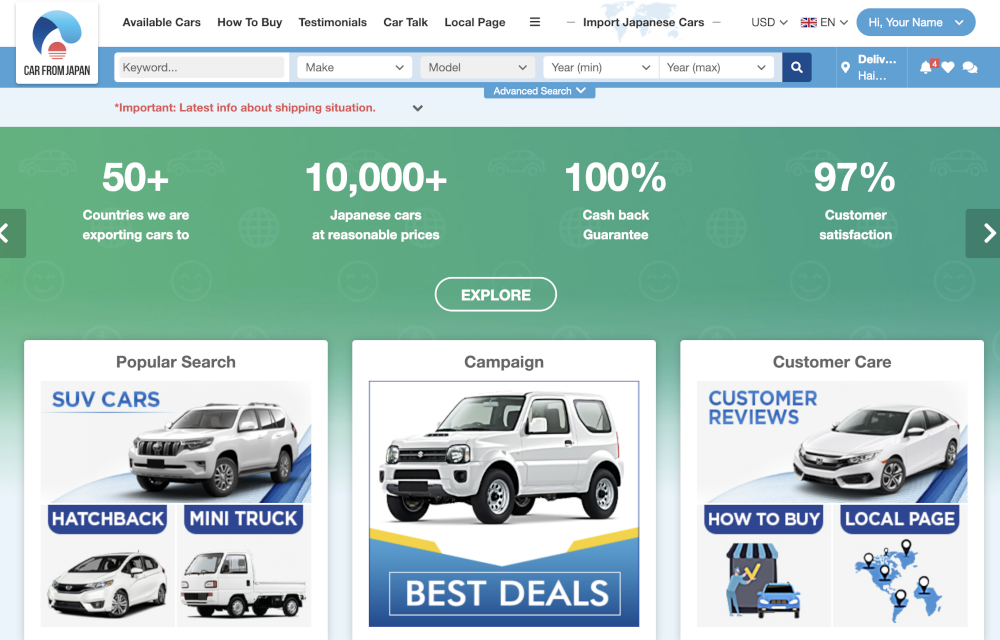 Available Cars
How To Buy
Testimonials
Car Talk
Local Page
Import Japanese Cars
USD
EN
Hi, Your Name
CAR FROM JAPAN
Keyword...
Make
Model
Year (min)
Year (max)
Deliv...
Hai...
4
Advanced Search
*Important: Latest info about shipping situation.
50+
Countries we are
exporting cars to
10,000+
Japanese cars
at reasonable prices
100%
Cash back
Guarantee
97%
Customer
satisfaction
EXPLORE
Popular Search
SUV CARS
HATCHBACK
MINI TRUCK
Campaign
BEST DEALS
Customer Care
CUSTOMER
REVIEWS
HOW TO BUY
LOCAL PAGE